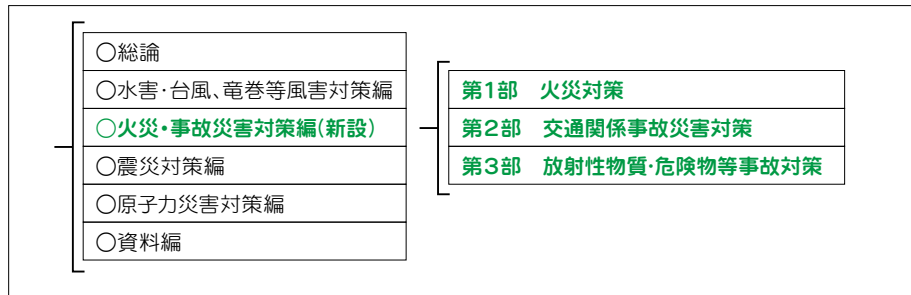 ○総論
○水害・台風、竜巻等風害対策編
○火災・事故災害対策編(新設)
○震災対策編
○原子力災害対策編
○資料編
第1部　火災対策
第2部　交通関係事故災害対策
第3部　放射性物質・危険物等事故対策